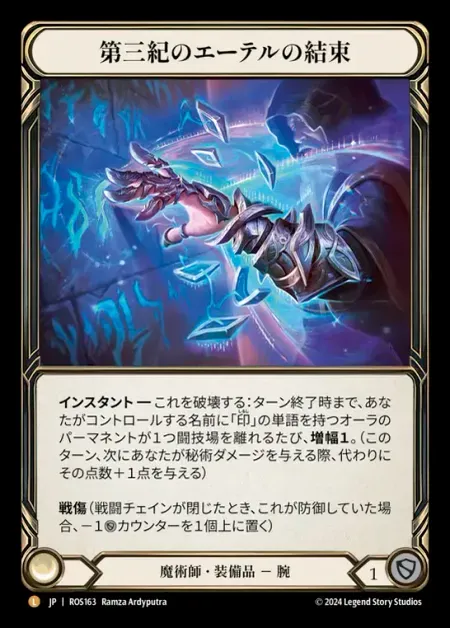 第三紀のエーテルの結束
インスタント ー これを破壊する：ターン終了時まで、あな
たがコントロールする名前に「印」の単語を持つオーラの
パーマネントが１つ闘技場を離れるたび、増幅１。（この
ターン、次にあなたが秘術ダメージを与える際、代わりに
その点数＋１点を与える）
戦傷（戦闘チェインが閉じたとき、これが防御していた場
合、－１カウンターを１個上に置く）
魔術師・装備品 － 腕
1
L JP | ROS163 Ramza Ardyputra
© 2024 Legend Story Studios